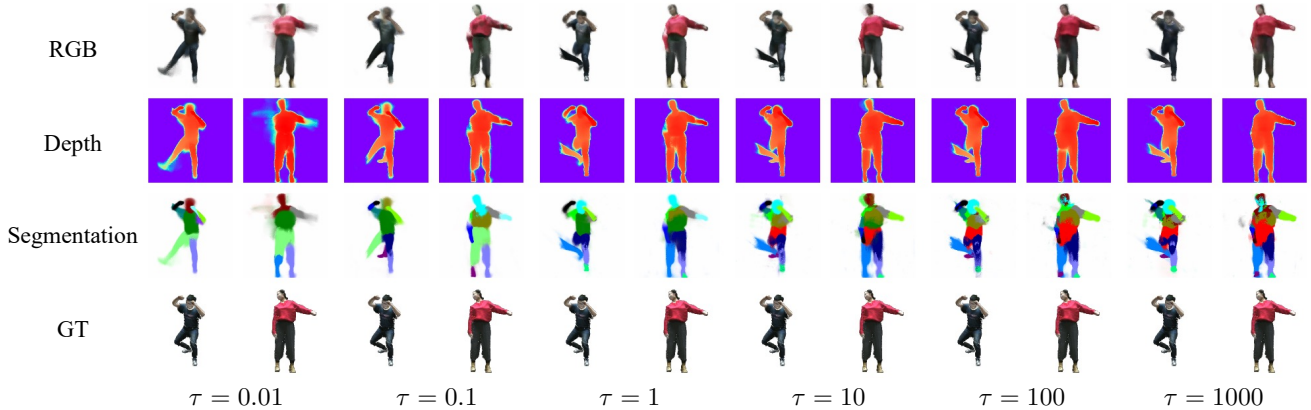 RGB
Depth
Segmentation
GT
τ = 0.01 τ = 0.1 τ = 1 τ = 10 τ = 100 τ = 1000